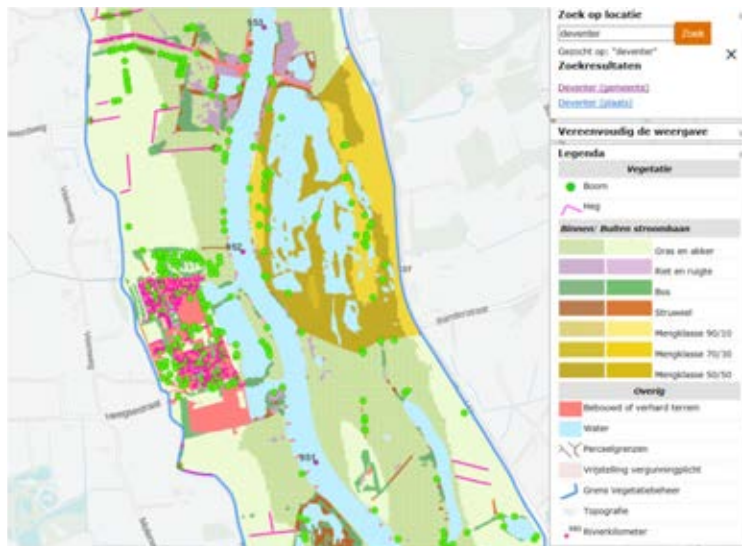 Zoek op locatie
deventer
Zoek
Gezocht op: "deventer"
Zoekresultaten
Deventer (gemeente)
Deventer (plaats)
Vereenvoudig de weergave
Legenda
Vegetatie
Boom
Heg
Binnen/ Buiten stroombaan
Gras en akker
Riet en ruigte
Bos
Struweel
Mengklasse 90/10
Mengklasse 70/30
Mengklasse 50/50
Overig
Bebouwd of verhard terrein
Water
Perceelgrenzen
Vrijstelling vergunningplicht
Grens Vegetatiebeheer
Topografie
Rivierkilometer